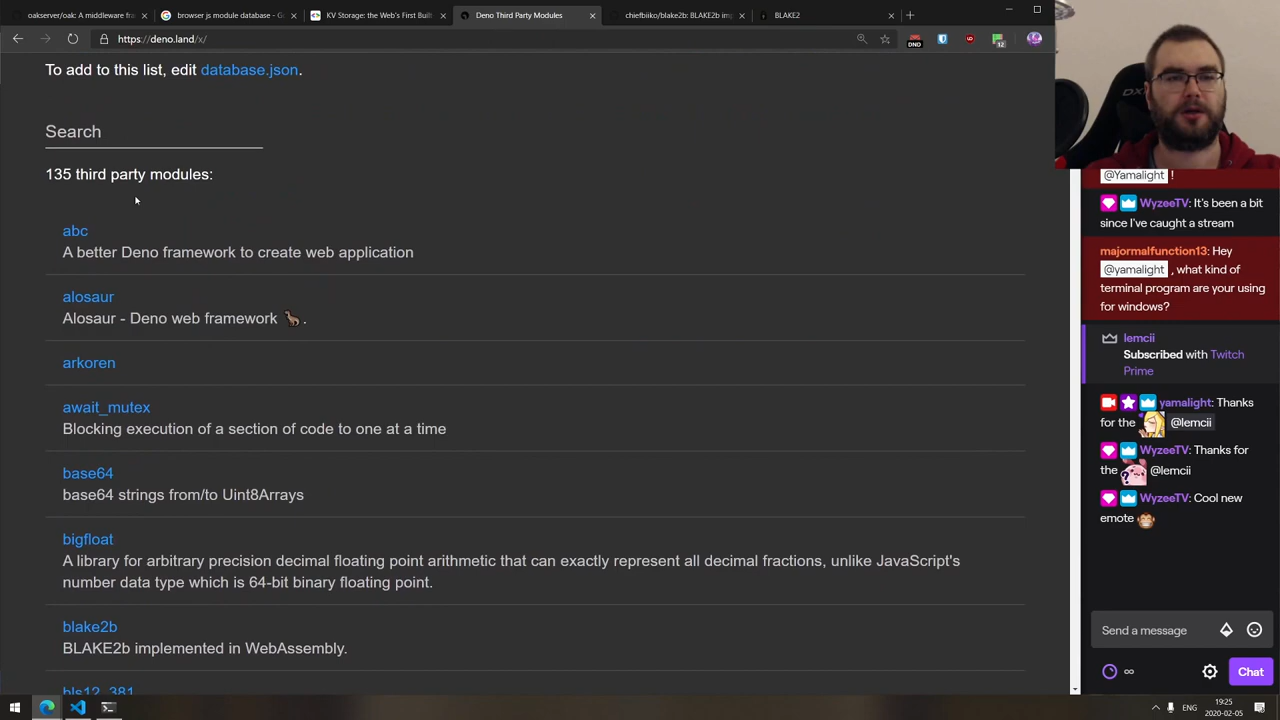 oakserver/oak: A middleware fra
browser js module database - G
KV Storage: the Web's First Built
Deno Third Party Modules
chiefbiiko/blake2b: BLAKE2b im
BLAKE2
https://deno.land/x/
DND
12
To add to this list, edit database.json.
Search
135 third party modules:
abc
A better Deno framework to create web application
alosaur
Alosaur - Deno web framework 🐕.
arkoren
await_mutex
Blocking execution of a section of code to one at a time
base64
base64 strings from/to Uint8Arrays
bigfloat
A library for arbitrary precision decimal floating point arithmetic that can exactly represent all decimal fractions, unlike JavaScript's
number data type which is 64-bit binary floating point.
blake2b
BLAKE2b implemented in WebAssembly.
bls12_381
@Yamalight !
WyzeeTV: It's been a bit
since I've caught a stream
majormalfunction13: Hey
@yamalight , what kind of
terminal program are your using
for windows?
lemcii
Subscribed with Twitch
Prime
yamalight: Thanks
for the @lemcii
WyzeeTV: Thanks for
the @lemcii
WyzeeTV: Cool new
emote
Send a message
∞
Chat
ENG
19:25
2020-02-05